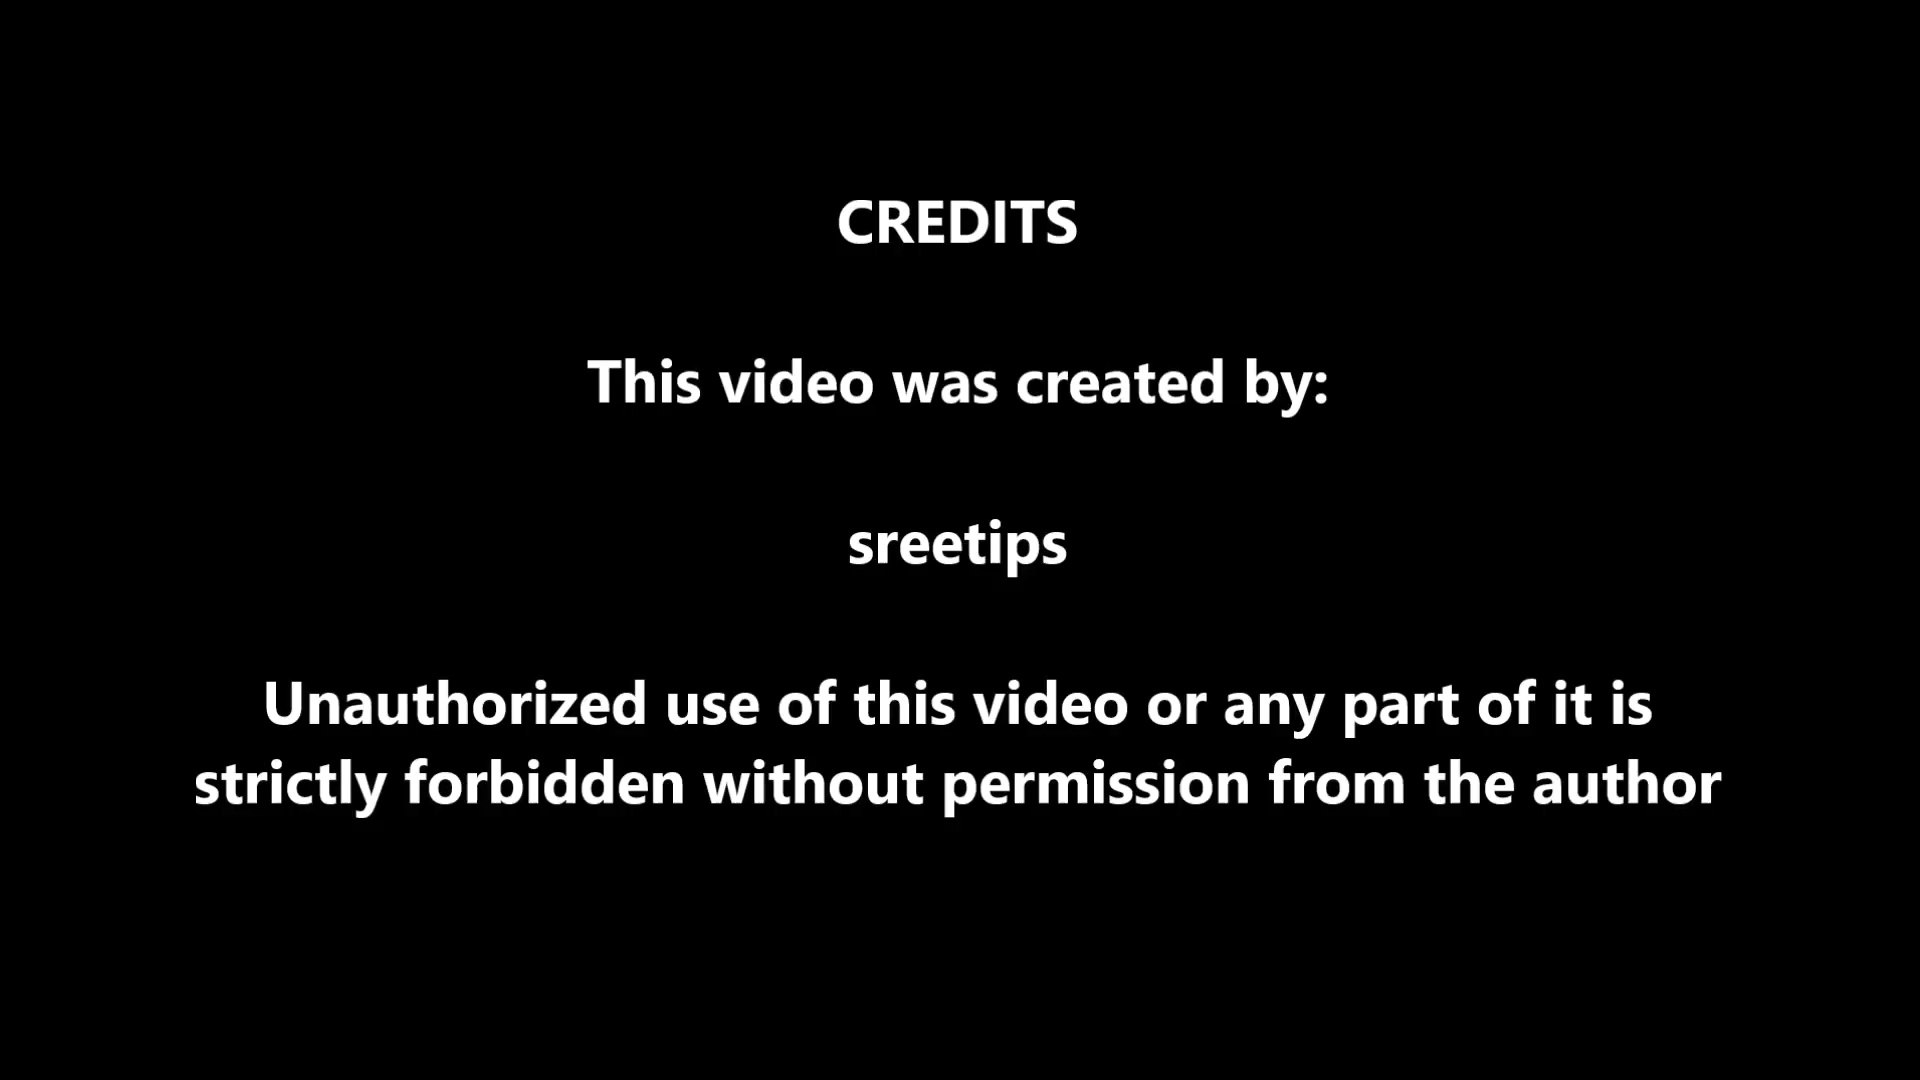 CREDITS
This video was created by:
sreetips
Unauthorized use of this video or any part of it is
strictly forbidden without permission from the author